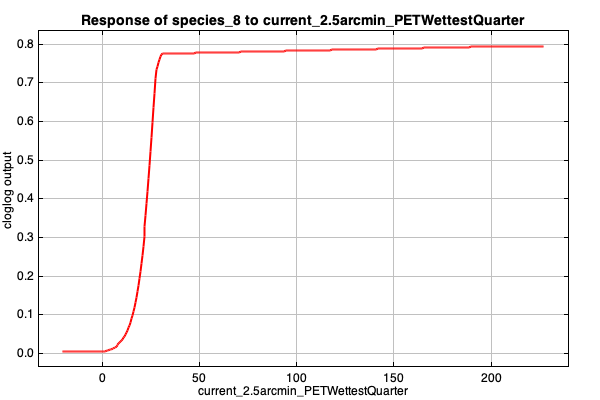 Response of species_8 to current_2.5arcmin_PETWettestQuarter
0.8
0.7
0.6
0.5
0.4
0.3
0.2
0.1
0.0
cloglog output
0 50 100 150 200
current_2.5arcmin_PETWettestQuarter